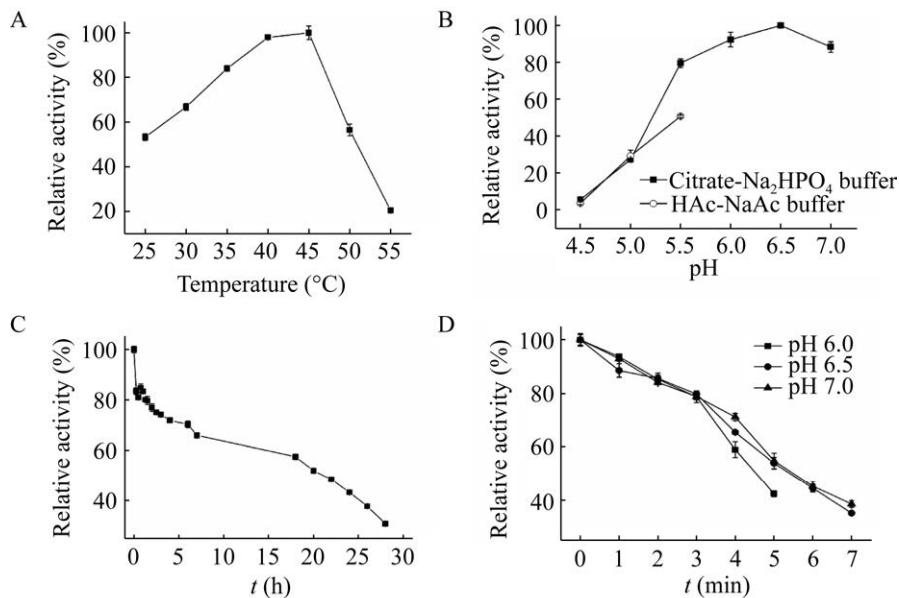 A
Relative activity (%)
100
80
60
40
20
25 30 35 40 45 50 55
Temperature (°C)
B
Relative activity (%)
100
80
60
40
20
0
Citrate-Na₂HPO₄ buffer
HAc-NaAc buffer
4.5 5.0 5.5 6.0 6.5 7.0
pH
C
Relative activity (%)
100
80
60
40
0 5 10 15 20 25 30
t (h)
D
Relative activity (%)
100
80
60
40
pH 6.0
pH 6.5
pH 7.0
0 1 2 3 4 5 6 7
t (min)